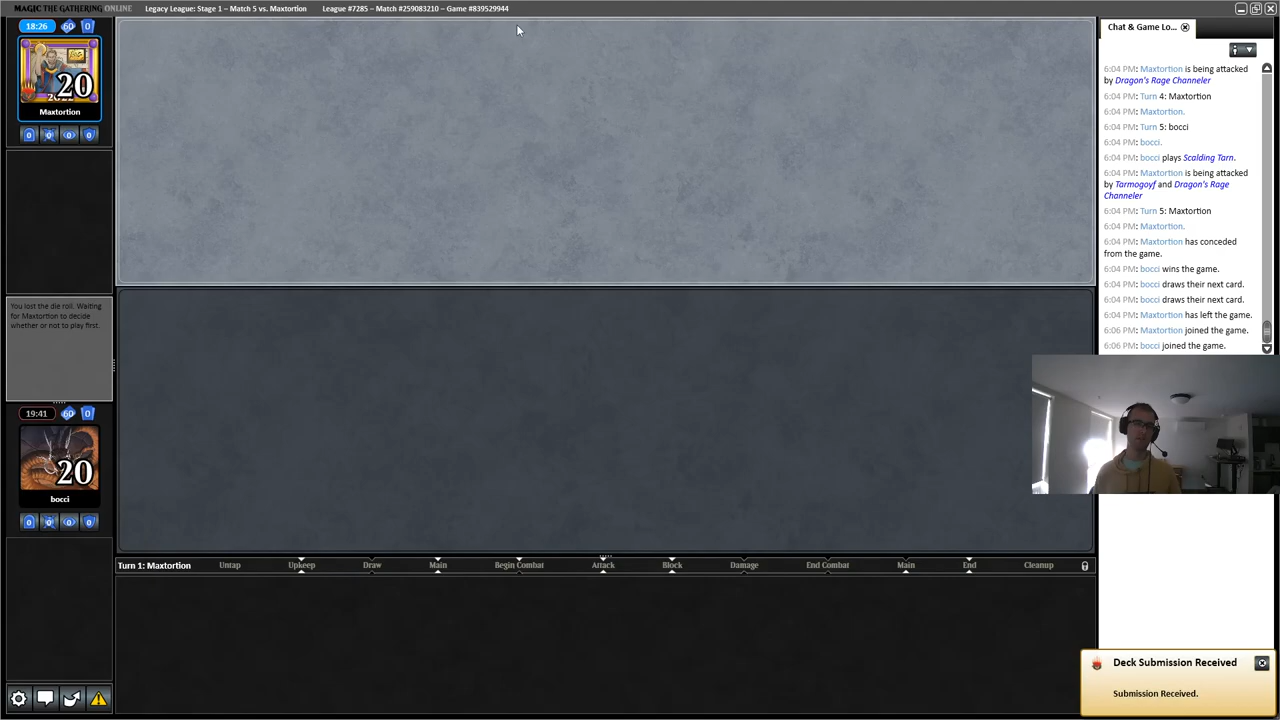 MAGIC THE GATHERING ONLINE
Legacy League: Stage 1 – Match 5 vs. Maxtortion
League #7285 – Match #259083210 – Game #839529944
18:26
60
0
20
2022
Maxtortion
0
0
0
0
You lost the die roll. Waiting
for Maxtortion to decide
whether or not to play first.
19:41
60
0
20
bocci
0
0
0
0
Turn 1: Maxtortion
Untap
Upkeep
Draw
Main
Begin Combat
Attack
Block
Damage
End Combat
Main
End
Cleanup
Chat & Game Lo...
6:04 PM: Maxtortion is being attacked
by Dragon's Rage Channeler
6:04 PM: Turn 4: Maxtortion
6:04 PM: Maxtortion.
6:04 PM: Turn 5: bocci
6:04 PM: bocci.
6:04 PM: bocci plays Scalding Tarn.
6:04 PM: Maxtortion is being attacked
by Tarmogoyf and Dragon's Rage
Channeler
6:04 PM: Turn 5: Maxtortion
6:04 PM: Maxtortion.
6:04 PM: Maxtortion has conceded
from the game.
6:04 PM: bocci wins the game.
6:04 PM: bocci draws their next card.
6:04 PM: bocci draws their next card.
6:04 PM: Maxtortion has left the game.
6:06 PM: Maxtortion joined the game.
6:06 PM: bocci joined the game.
Deck Submission Received
Submission Received.